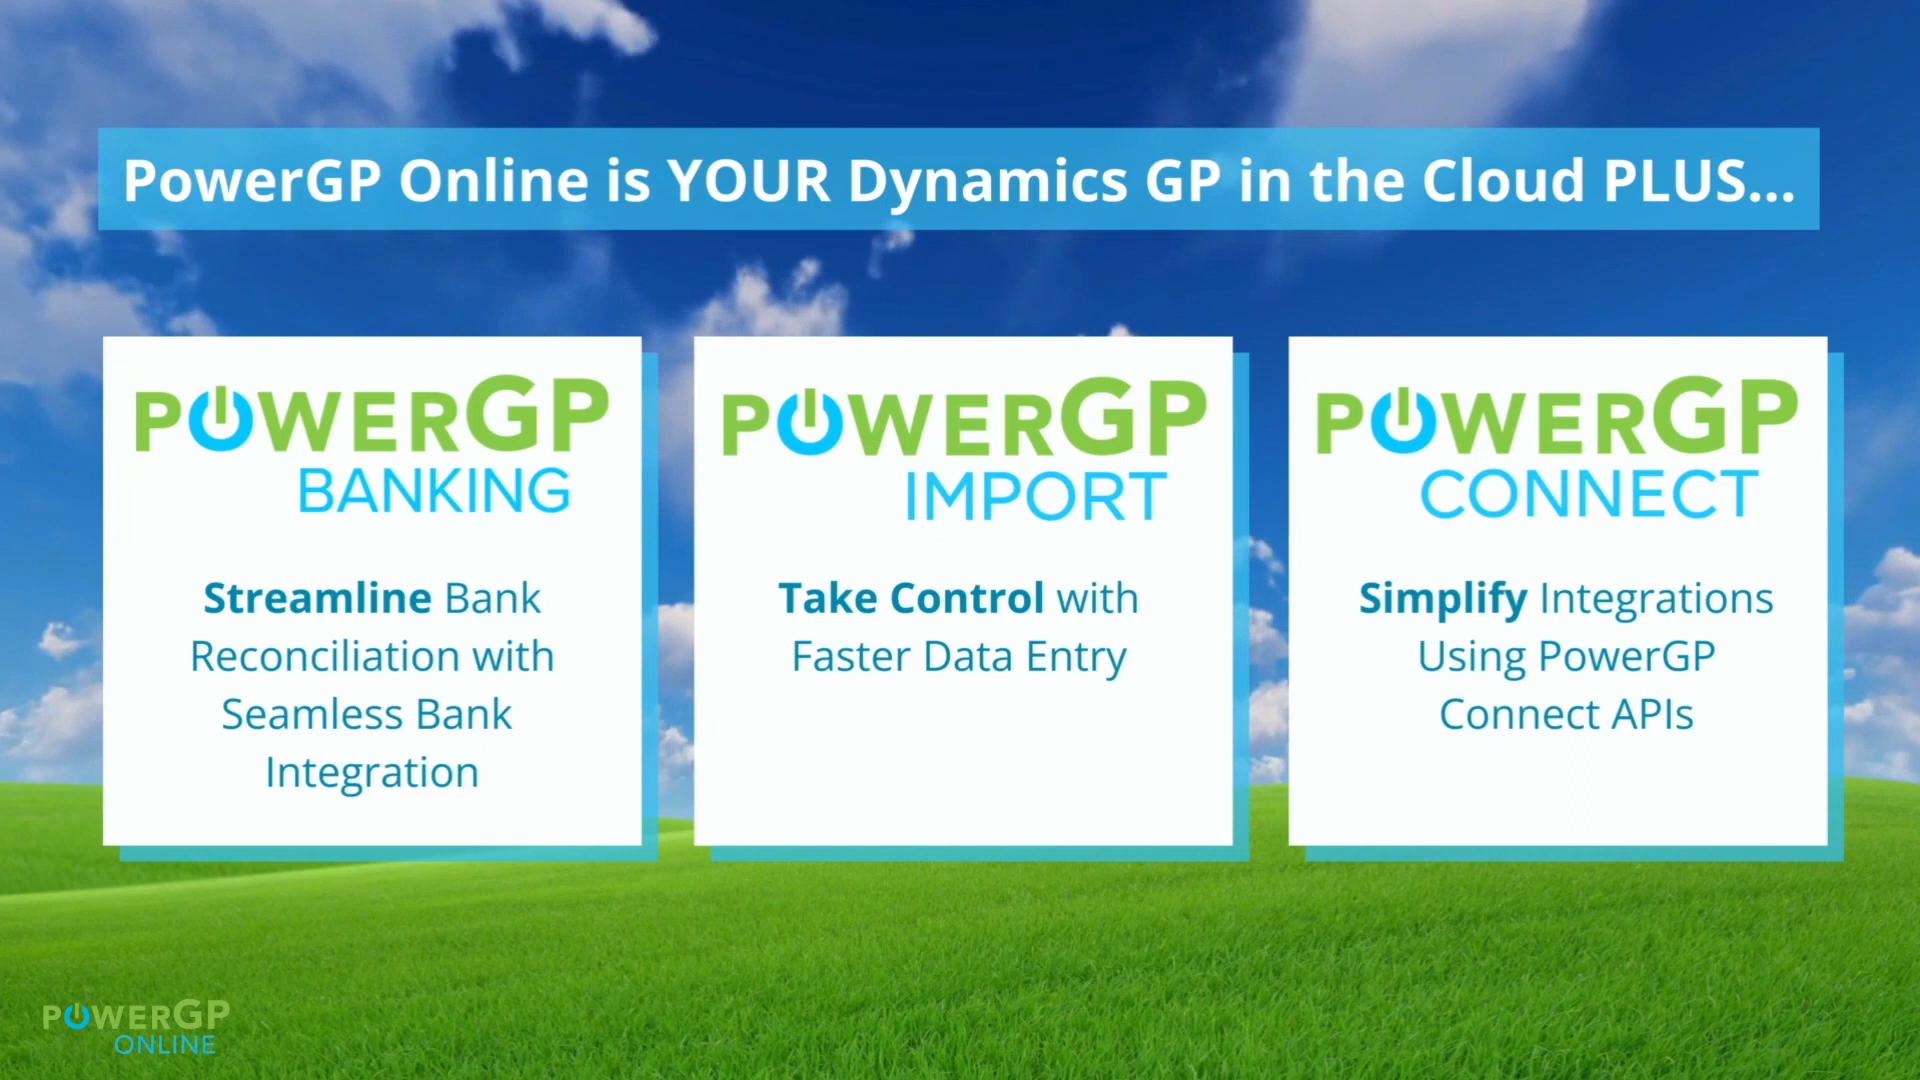 PowerGP Online is YOUR Dynamics GP in the Cloud PLUS...
POWERGP
BANKING
Streamline Bank
Reconciliation with
Seamless Bank
Integration
POWERGP
IMPORT
Take Control with
Faster Data Entry
POWERGP
CONNECT
Simplify Integrations
Using PowerGP
Connect APIs
POWERGP
ONLINE